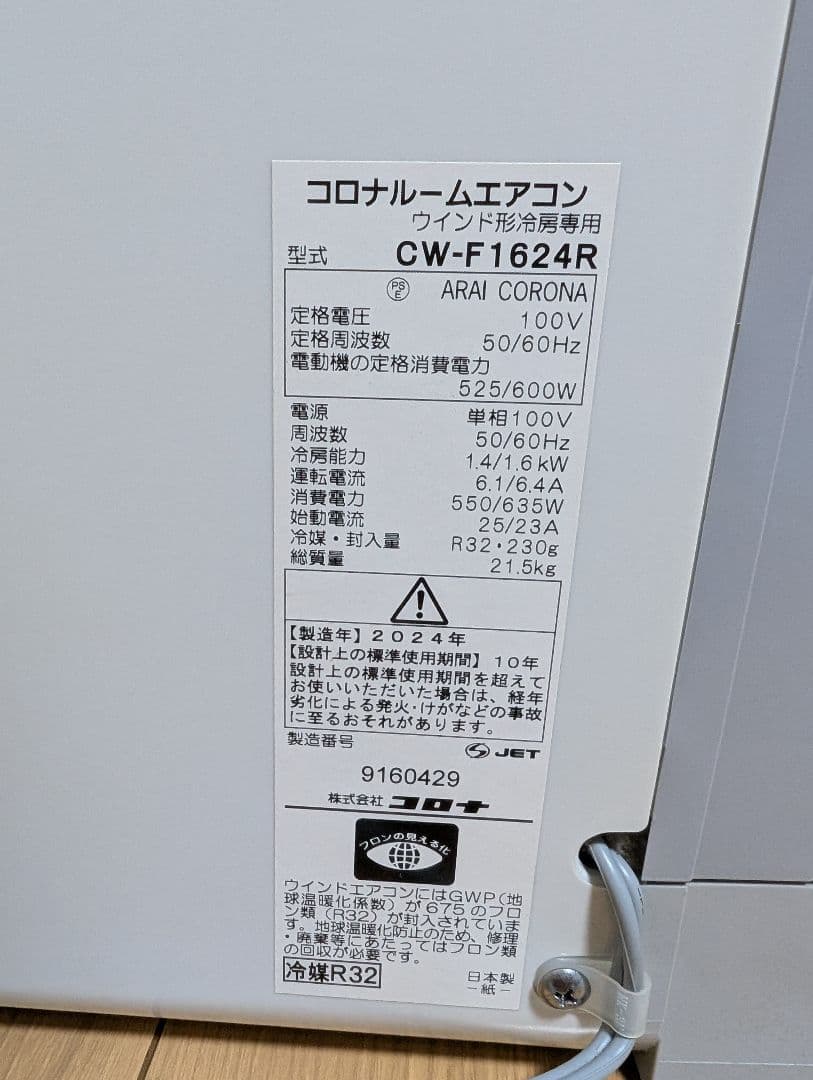 コロナルームエアコン
ウインド形冷房専用
型式 CW-F1624R
PS E ARAI CORONA
定格電圧 100V
定格周波数 50/60Hz
電動機の定格消費電力
525/600W
電源 単相100V
周波数 50/60Hz
冷房能力 1.4/1.6kW
運転電流 6.1/6.4A
消費電力 550/635W
始動電流 25/23A
冷媒・封入量 R32・230g
総質量 21.5kg
【製造年】2024年
【設計上の標準使用期間】10年
設計上の標準使用期間を超えて
お使いいただいた場合は、経年
劣化による発火・けがなどの事故
に至るおそれがあります。
製造番号 JET
9160429
株式会社 コロナ
フロンの見える化
ウインドエアコンにはGWP(地
球温暖化係数)が675のフロ
ン類(R32)が封入されていま
す。地球温暖化防止のため、修理
・廃棄等にあたってはフロン類
の回収が必要です。
冷媒R32 日本製
-紙-